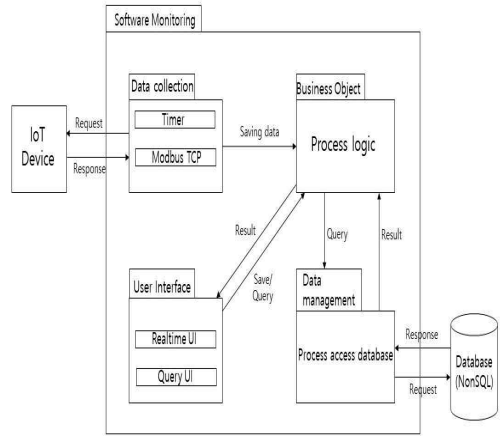 Software Monitoring
Data collection
Timer
Modbus TCP
Business Object
Process logic
IoT
Device
Request
Response
Saving data
Result
Save/
Query
Query
Result
User Interface
Realtime UI
Query UI
Data
management
Process access database
Response
Request
Database
(NonSQL)